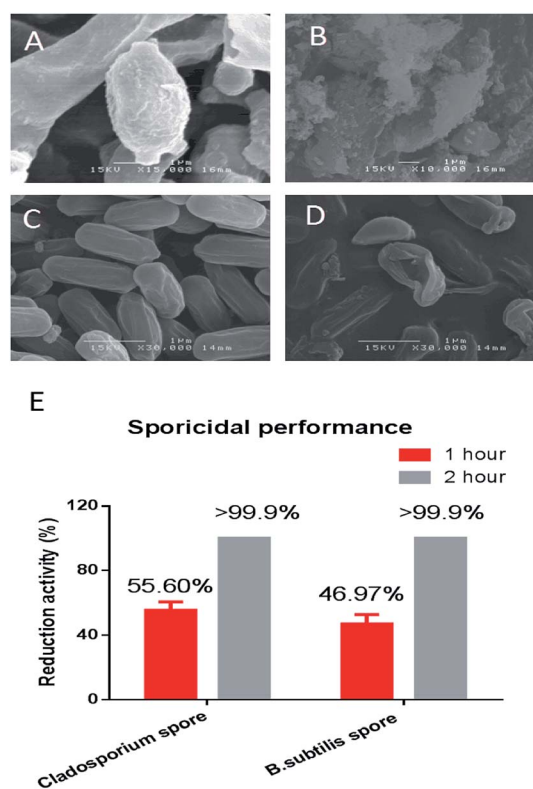 A
15KV X15,000 1μm 16mm
B
15KV X10,000 1μm 16mm
C
15KV X30,000 1μm 14mm
D
15KV X30,000 1μm 14mm
E
Sporicidal performance
1 hour
2 hour
Reduction activity (%)
120
80
40
0
55.60%
>99.9%
46.97%
>99.9%
Cladosporium spore
B.subtilis spore